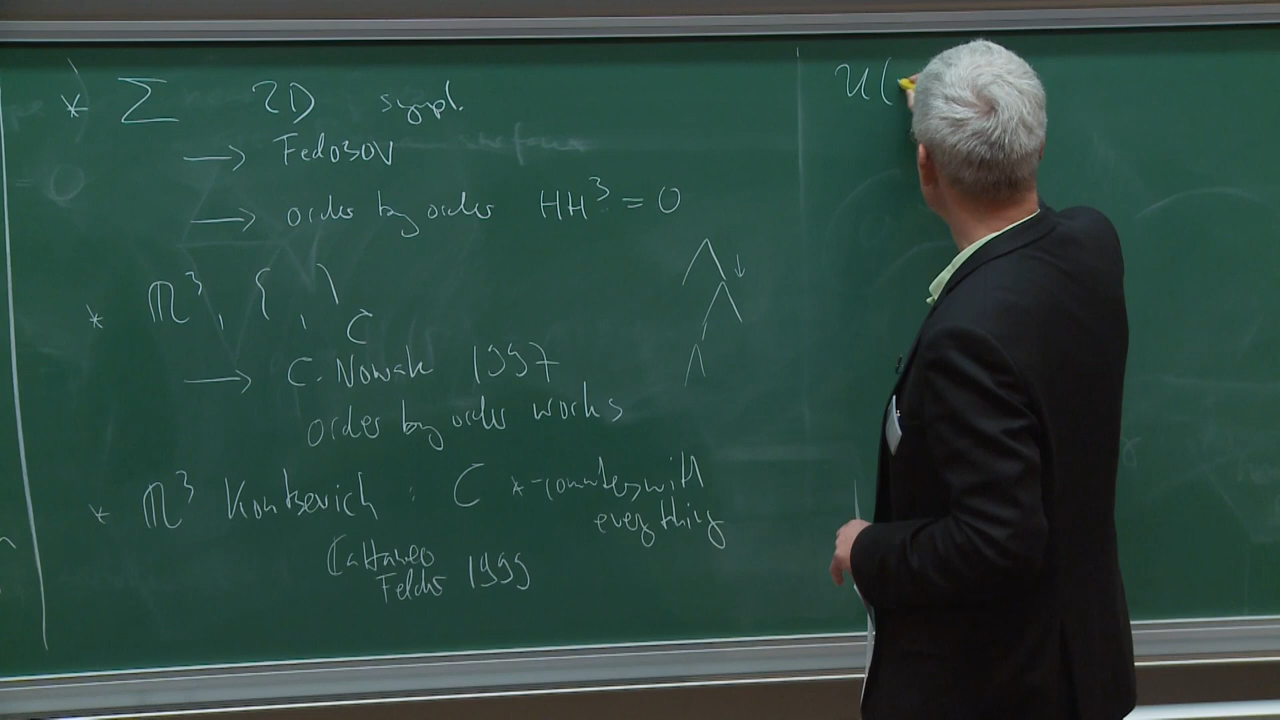 * Σ 2D sympl.
→ Fedosov
→ order by order HH³ = 0
* ℝ³, { , }_C
→ C. Nowak 1997
order by order works
* ℝ³ Kontsevich : C *-commutes with
everything
Cattaneo
Felder 1999
U(